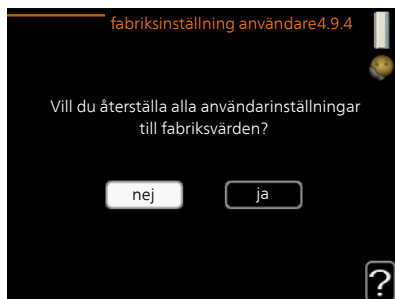 fabriksinställning användare4.9.4
Vill du återställa alla användarinställningar
till fabriksvärden?
nej
ja
?